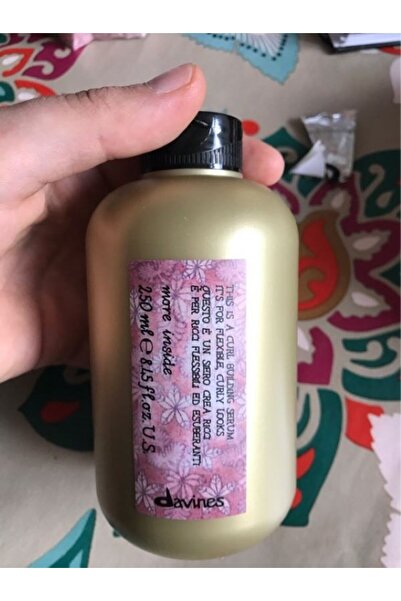 THIS IS A CURL BUILDING SERUM
IT'S FOR FLEXIBLE, CURLY LOOKS
QUESTO È UN SIERO CREA RICCI
È PER RICCI FLESSIBILI ED ESUBERANTI
more inside
250 ml ℮ 8.45 fl.oz. U.S.
davines